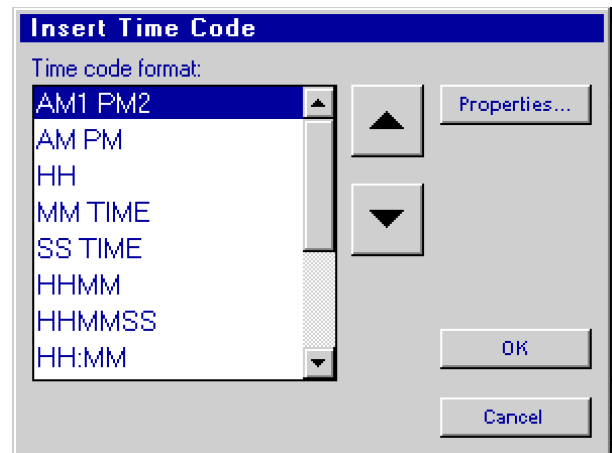 Insert Time Code
Time code format:
AM1 PM2
AM PM
HH
MM TIME
SS TIME
HHMM
HHMMSS
HH:MM
Properties...
OK
Cancel